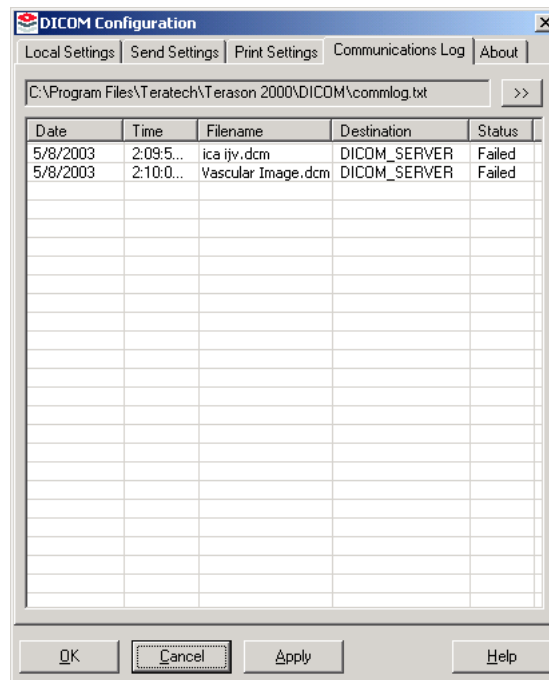 DICOM Configuration
Local Settings Send Settings Print Settings Communications Log About
C:\Program Files\Teratech\Terason 2000\DICOM\commlog.txt >>
Date Time Filename Destination Status
5/8/2003 2:09:5... ica ijv.dcm DICOM_SERVER Failed
5/8/2003 2:10:0... Vascular Image.dcm DICOM_SERVER Failed
OK Cancel Apply Help